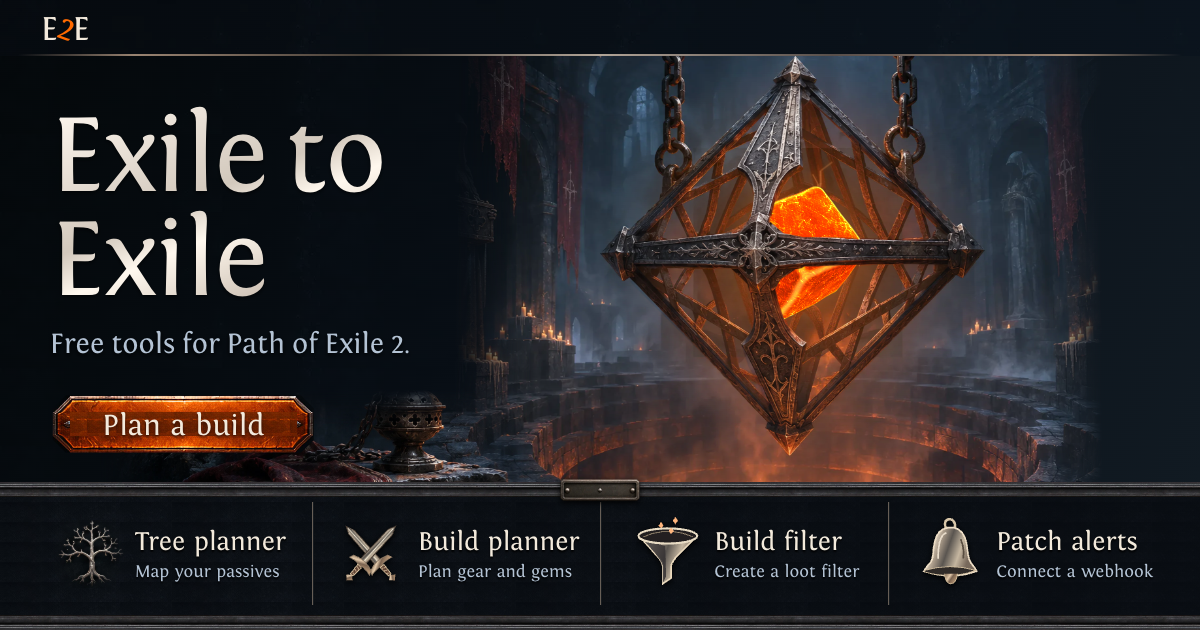 E2E
Exile to
Exile
Free tools for Path of Exile 2.
Plan a build
Tree planner
Map your passives
Build planner
Plan gear and gems
Build filter
Create a loot filter
Patch alerts
Connect a webhook